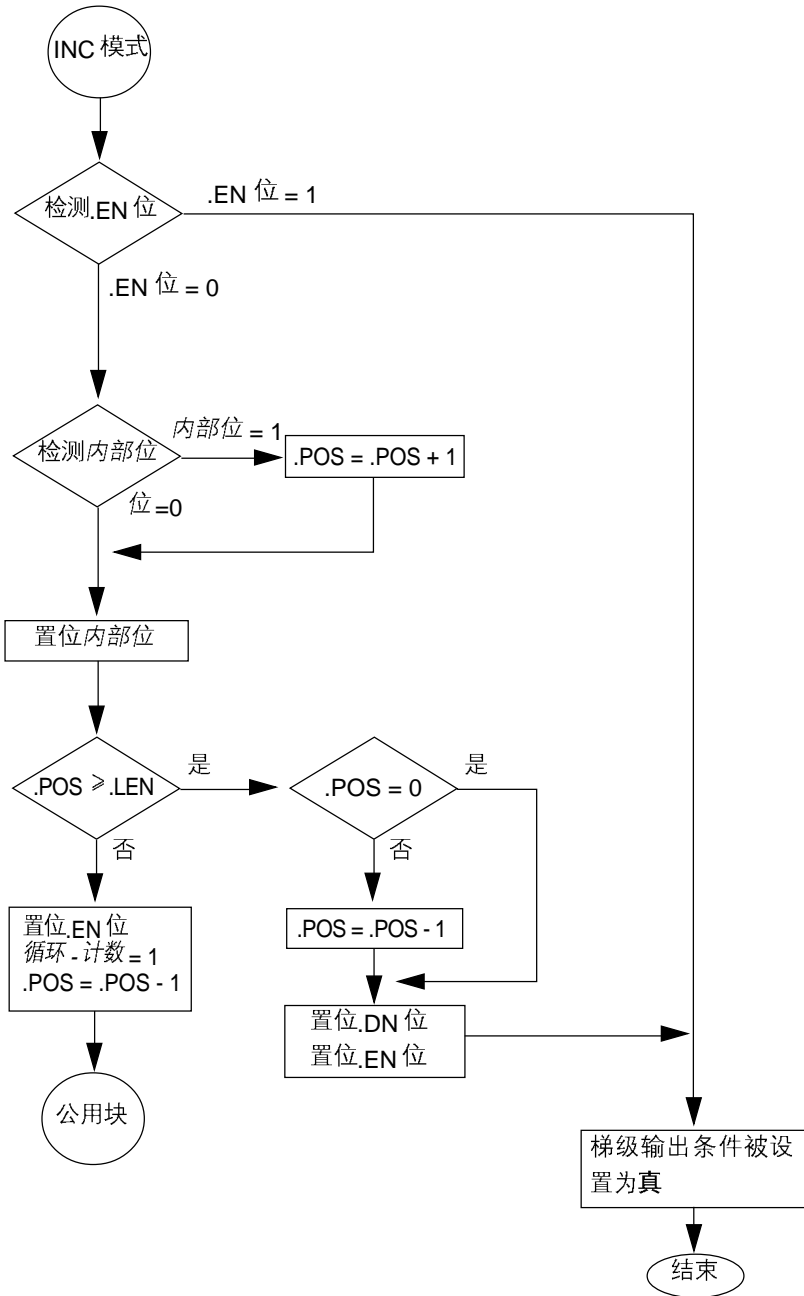 INC 模式
检测.EN 位
.EN 位 = 1
.EN 位 = 0
检测内部位
内部位 = 1
.POS = .POS + 1
位 =0
置位内部位
.POS ⩾ .LEN
是
.POS = 0
是
否
否
置位.EN 位
循环 - 计数 = 1
.POS = .POS - 1
.POS = .POS - 1
置位.DN 位
置位.EN 位
公用块
梯级输出条件被设
置为真
结束